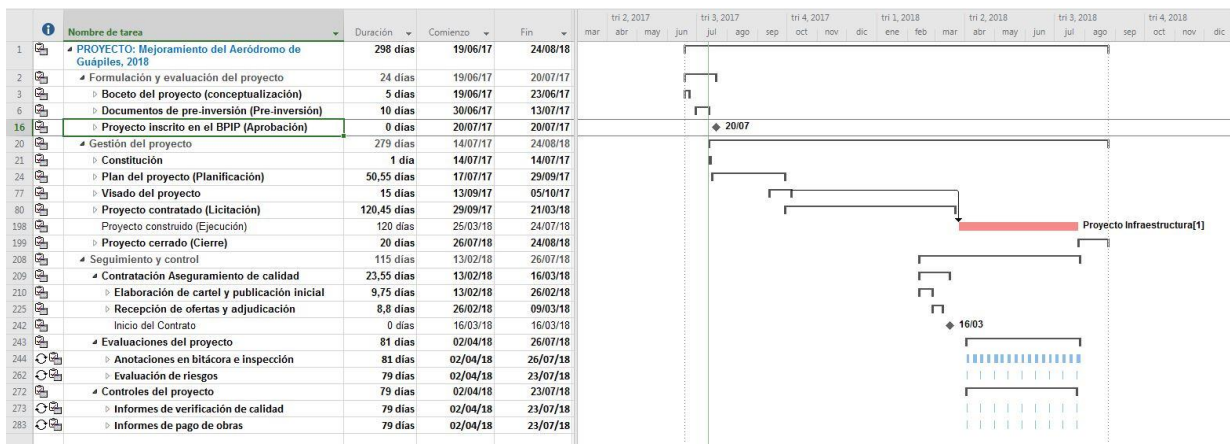 tri 2, 2017 tri 3, 2017 tri 4, 2017 tri 1, 2018 tri 2, 2018 tri 3, 2018 tri 4, 2018
Nombre de tarea Duración Comienzo Fin mar abr may jun jul ago sep oct nov dic ene feb mar abr may jun jul ago sep oct nov dic
1 PROYECTO: Mejoramiento del Aeródromo de 298 días 19/06/17 24/08/18
Guápiles, 2018
2 Formulación y evaluación del proyecto 24 días 19/06/17 20/07/17
3 Boceto del proyecto (conceptualización) 5 días 19/06/17 23/06/17
6 Documentos de pre-inversión (Pre-inversión) 10 días 30/06/17 13/07/17
16 Proyecto inscrito en el BPIP (Aprobación) 0 días 20/07/17 20/07/17 20/07
20 Gestión del proyecto 279 días 14/07/17 24/08/18
21 Constitución 1 día 14/07/17 14/07/17
24 Plan del proyecto (Planificación) 50,55 días 17/07/17 29/09/17
77 Visado del proyecto 15 días 13/09/17 05/10/17
80 Proyecto contratado (Licitación) 120,45 días 29/09/17 21/03/18
198 Proyecto construido (Ejecución) 120 días 25/03/18 24/07/18 Proyecto Infraestructura[1]
199 Proyecto cerrado (Cierre) 20 días 26/07/18 24/08/18
208 Seguimiento y control 115 días 13/02/18 26/07/18
209 Contratación Aseguramiento de calidad 23,55 días 13/02/18 16/03/18
210 Elaboración de cartel y publicación inicial 9,75 días 13/02/18 26/02/18
225 Recepción de ofertas y adjudicación 8,8 días 26/02/18 09/03/18
242 Inicio del Contrato 0 días 16/03/18 16/03/18 16/03
243 Evaluaciones del proyecto 81 días 02/04/18 26/07/18
244 Anotaciones en bitácora e inspección 81 días 02/04/18 26/07/18
262 Evaluación de riesgos 79 días 02/04/18 23/07/18
272 Controles del proyecto 79 días 02/04/18 23/07/18
273 Informes de verificación de calidad 79 días 02/04/18 23/07/18
283 Informes de pago de obras 79 días 02/04/18 23/07/18